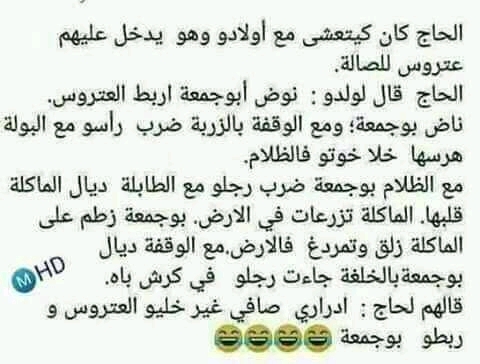 الحاج كان كيتعشى مع أولادو وهو يدخل عليهم
عتروس للصالة.
الحاج قال لولدو : نوض أبوجمعة اربط العتروس.
ناض بوجمعة؛ ومع الوقفة بالزربة ضرب رأسو مع البولة
هرسها خلا خوتو فالظلام.
مع الظلام بوجمعة ضرب رجلو مع الطابلة ديال الماكلة
قلبها. الماكلة تزرعات في الارض. بوجمعة زطم على
الماكلة زلق وتمردغ فالارض,مع الوقفة ديال
بوجمعةبالخلغة جاءت رجلو في كرش باه.
قالهم لحاج : ادراري صافي غير خليو العتروس و
ربطو بوجمعة 😂😂😂😂
M HD